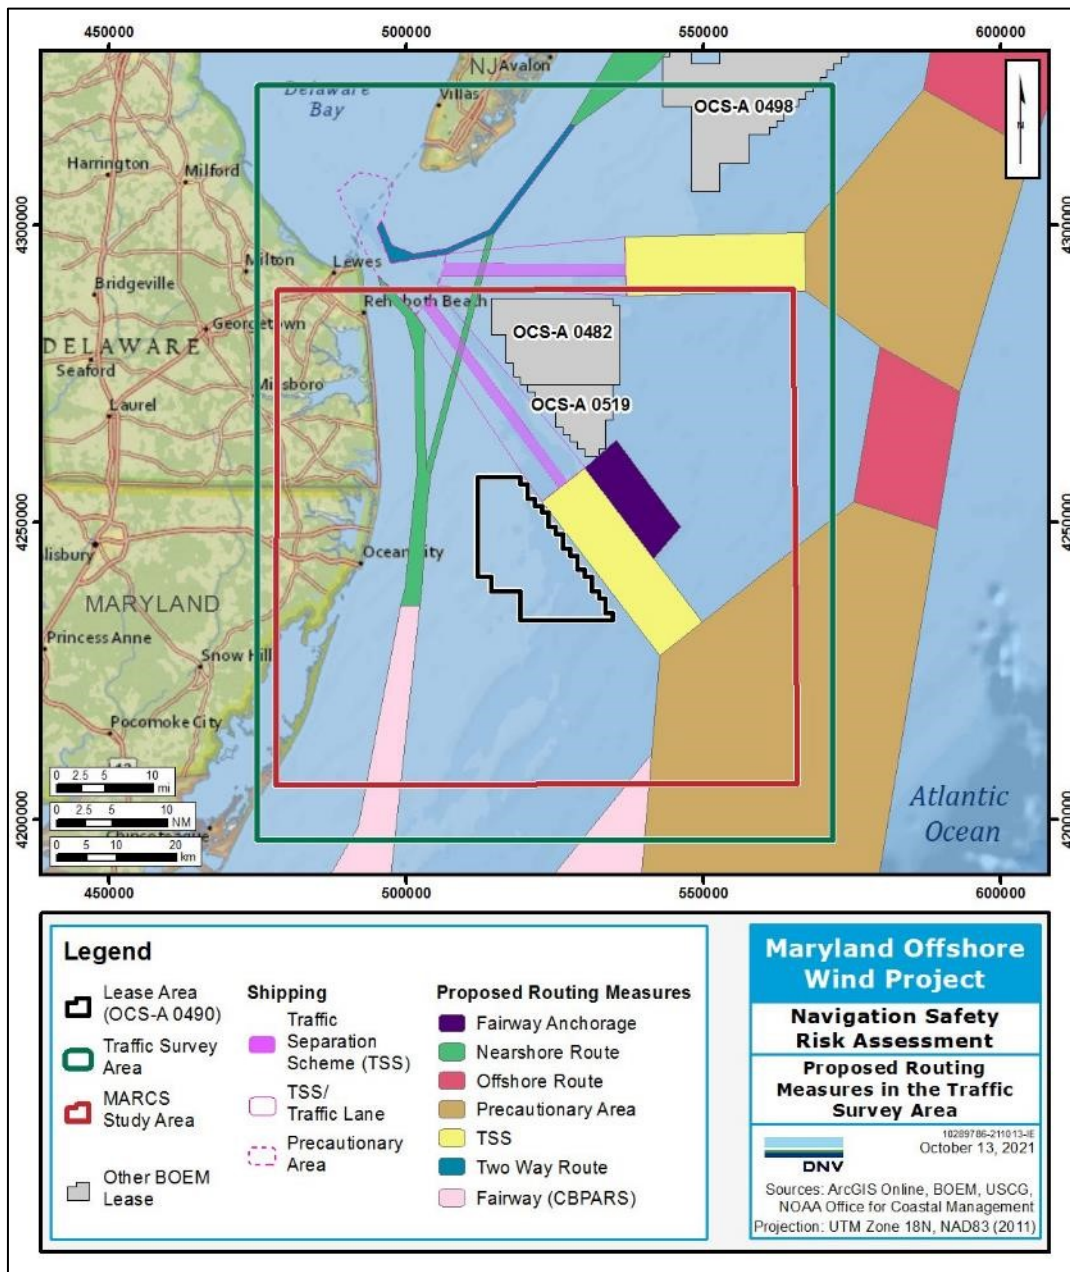 450000 500000 550000 600000
NJ Avalon
Delaware
Bay
Villas
OCS-A 0498
N
Harrington
Milford
4300000
4300000
Milton
Lewes
Bridgeville
Rehoboth Beach
Georgetown
OCS-A 0482
DELAWARE
Seaford
Millsboro
Laurel
OCS-A 0519
4250000
4250000
lisbury
Ocean City
MARYLAND
Princess Anne
Snow Hill
Pocomoke City
13
0 2.5 5 10
mi
0 2.5 5 10
NM
0 5 10 20
km
Chincoteague
Atlantic
Ocean
4200000
4200000
450000 500000 550000 600000
Legend
Lease Area
(OCS-A 0490)
Traffic Survey
Area
MARCS
Study Area
Other BOEM
Lease
Shipping
Traffic
Separation
Scheme (TSS)
TSS/
Traffic Lane
Precautionary
Area
Proposed Routing Measures
Fairway Anchorage
Nearshore Route
Offshore Route
Precautionary Area
TSS
Two Way Route
Fairway (CBPARS)
Maryland Offshore
Wind Project
Navigation Safety
Risk Assessment
Proposed Routing
Measures in the Traffic
Survey Area
10289786-211013-IE
October 13, 2021
DNV
Sources: ArcGIS Online, BOEM, USCG,
NOAA Office for Coastal Management
Projection: UTM Zone 18N, NAD83 (2011)